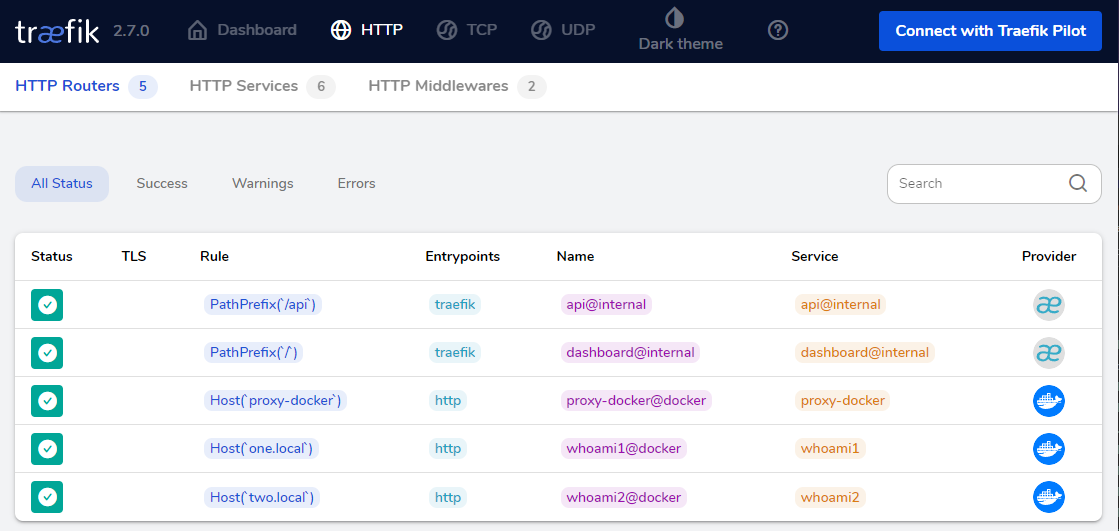 træfik 2.7.0 Dashboard HTTP TCP UDP Dark theme Connect with Traefik Pilot
HTTP Routers 5 HTTP Services 6 HTTP Middlewares 2
All Status Success Warnings Errors Search
Status TLS Rule Entrypoints Name Service Provider
PathPrefix(`/api`) traefik api@internal api@internal æ
PathPrefix(`/`) traefik dashboard@internal dashboard@internal æ
Host(`proxy-docker`) http proxy-docker@docker proxy-docker
Host(`one.local`) http whoami1@docker whoami1
Host(`two.local`) http whoami2@docker whoami2